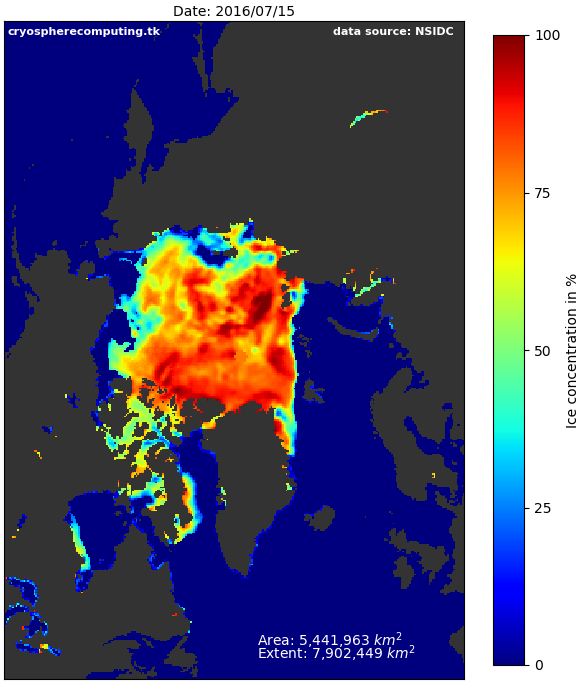 Date: 2016/07/15
cryospherecomputing.tk
data source: NSIDC
100
75
50
25
0
Ice concentration in %
Area: 5,441,963 km²
Extent: 7,902,449 km²